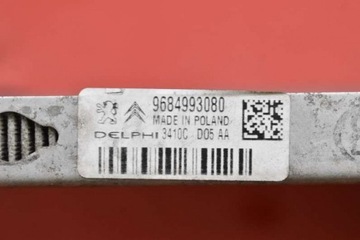 9684993080
MADE IN POLAND
DELPHI 3410C D05 AA